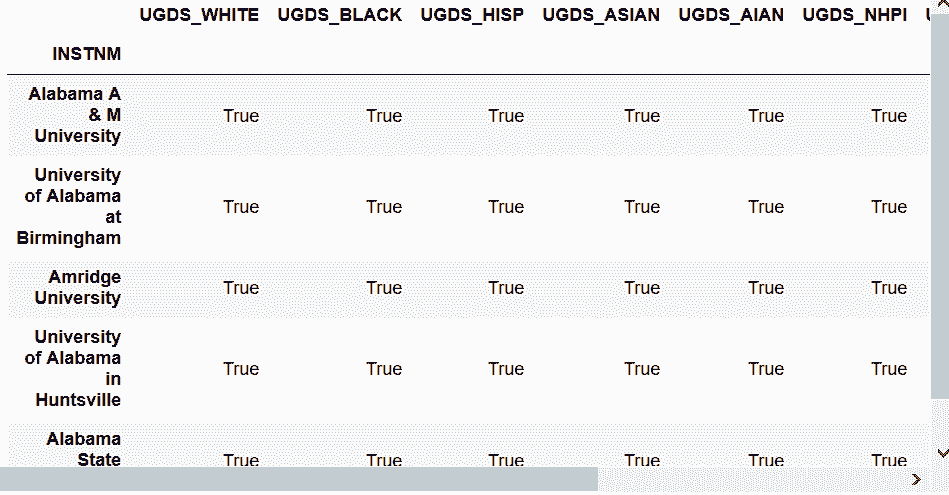 UGDS_WHITE UGDS_BLACK UGDS_HISP UGDS_ASIAN UGDS_AIAN UGDS_NHPI
INSTNM
Alabama A
& M
University
True True True True True True
University
of Alabama
at
Birmingham
True True True True True True
Amridge
University
True True True True True True
University
of Alabama
in
Huntsville
True True True True True True
Alabama
State
True True True True True True